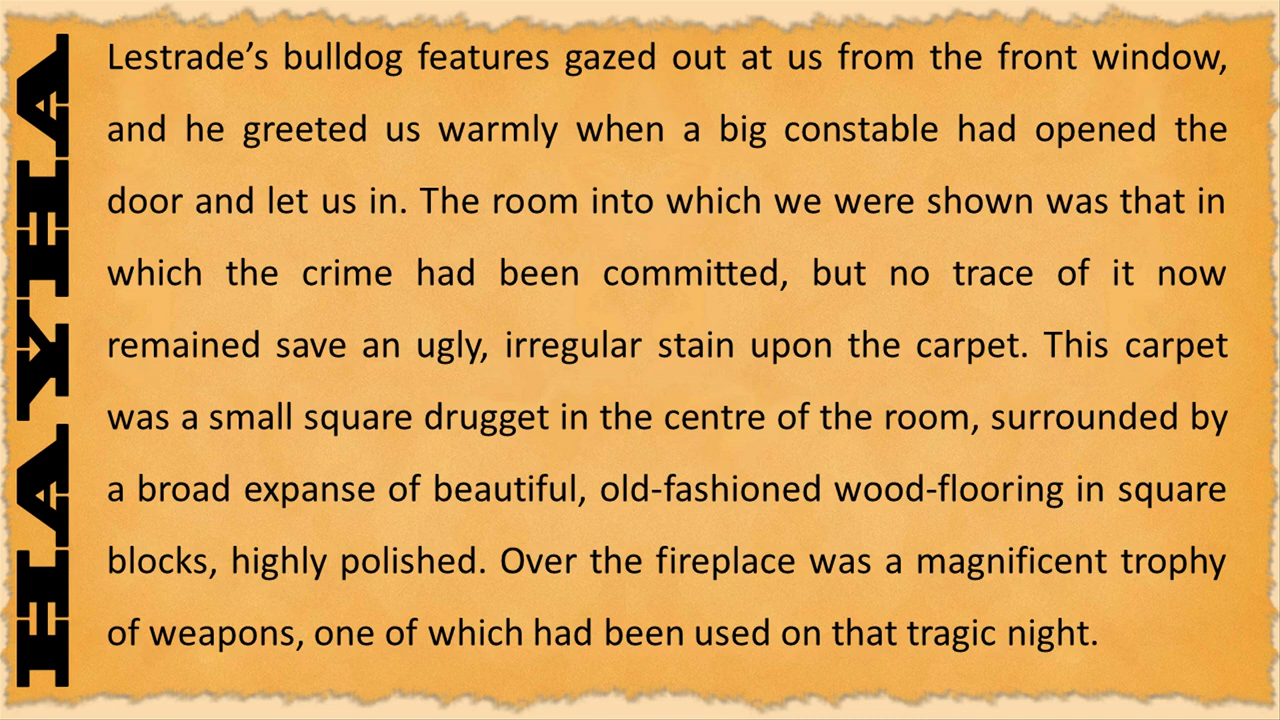 HAYHA
Lestrade’s bulldog features gazed out at us from the front window,
and he greeted us warmly when a big constable had opened the
door and let us in. The room into which we were shown was that in
which the crime had been committed, but no trace of it now
remained save an ugly, irregular stain upon the carpet. This carpet
was a small square drugget in the centre of the room, surrounded by
a broad expanse of beautiful, old-fashioned wood-flooring in square
blocks, highly polished. Over the fireplace was a magnificent trophy
of weapons, one of which had been used on that tragic night.